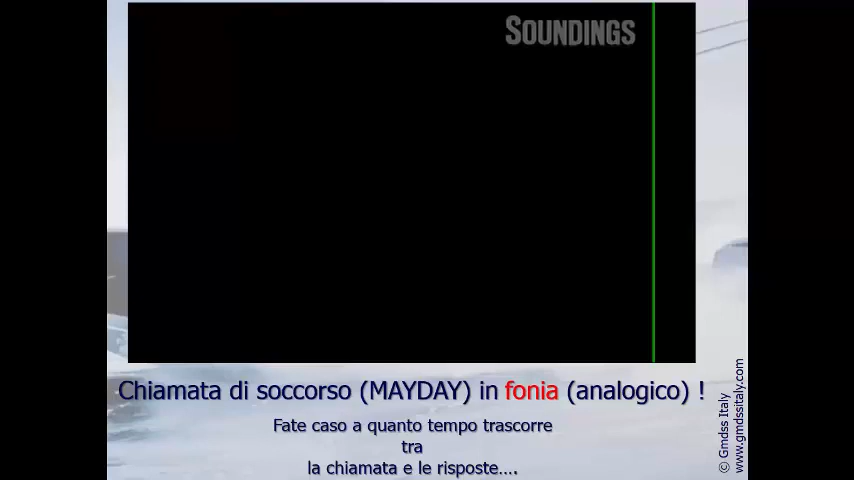 SOUNDINGS
Chiamata di soccorso (MAYDAY) in fonia (analogico) !
Fate caso a quanto tempo trascorre
tra
la chiamata e le risposte....
© Gmdss Italy
www.gmdssitaly.com